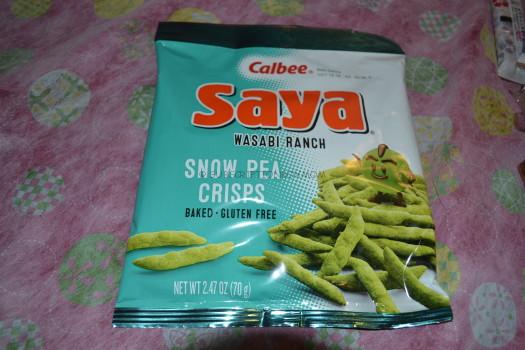 Calbee®
Saya®
WASABI RANCH
SNOW PEA
CRISPS
BAKED · GLUTEN FREE
NET WT 2.47 OZ (70g)